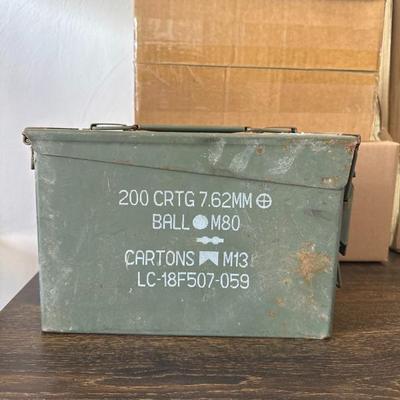 200 CRTG 7.62MM ⊕
BALL ● M80
CARTONS M13
LC-18F507-059